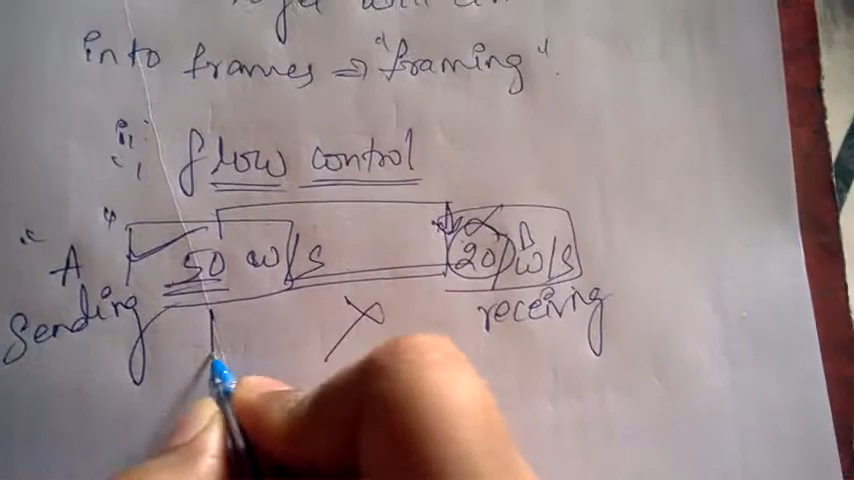 into frames ⇒ "framing".
ii; flow control
"A" 50 w/s 20 w/s
sending receiving